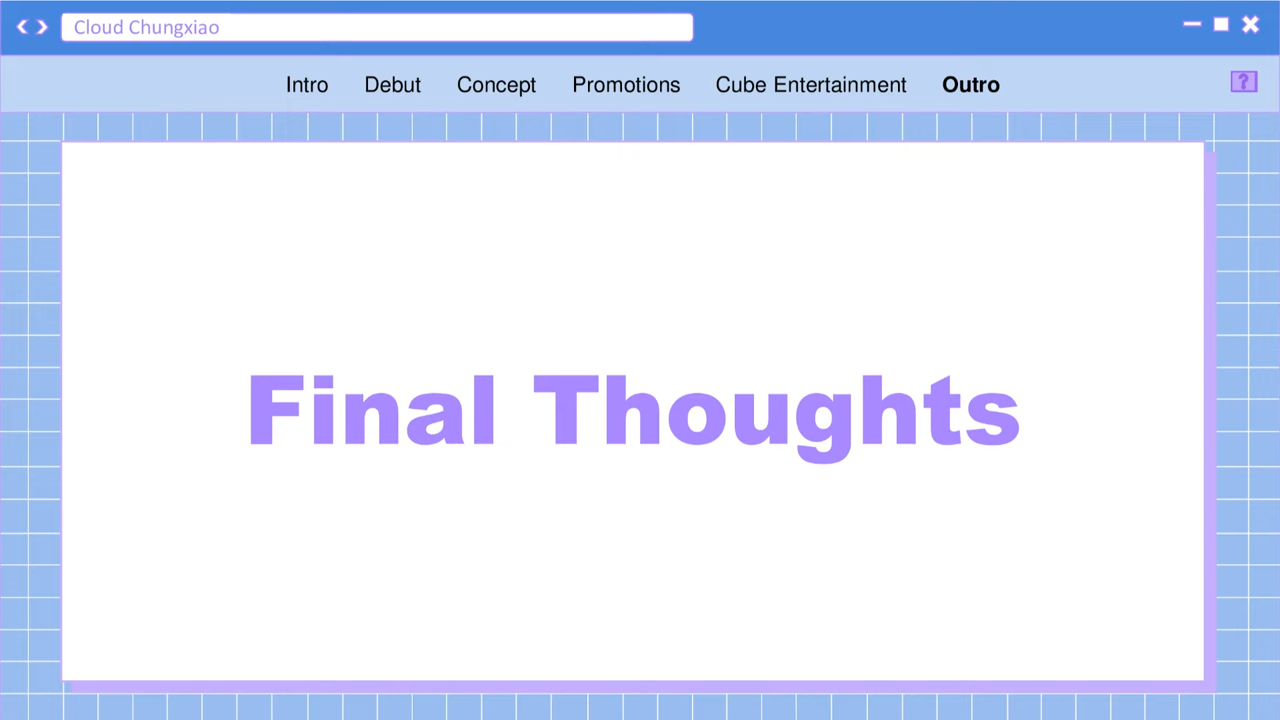 Cloud Chungxiao
Intro Debut Concept Promotions Cube Entertainment Outro
?
Final Thoughts